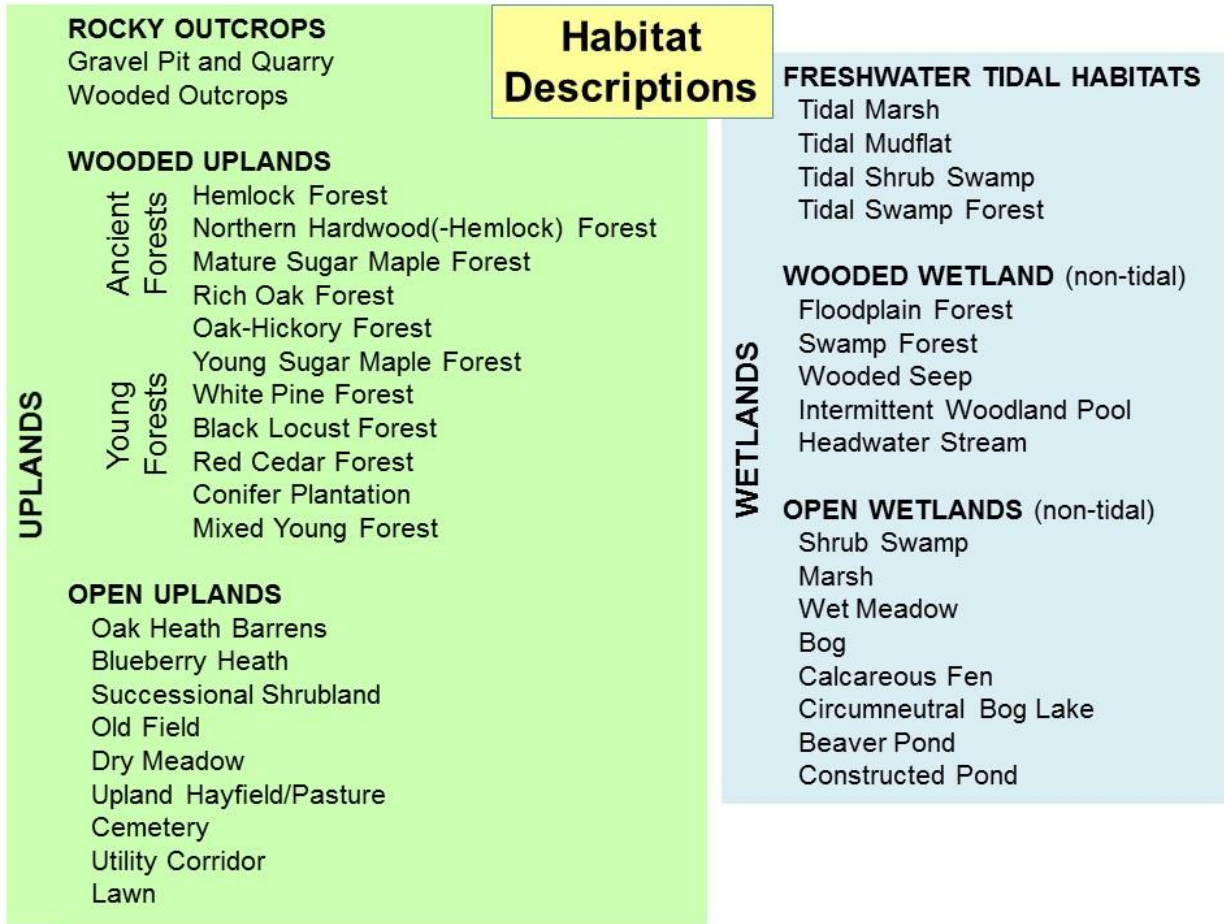 Habitat
Descriptions
UPLANDS
ROCKY OUTCROPS
Gravel Pit and Quarry
Wooded Outcrops
WOODED UPLANDS
Ancient
Forests
Hemlock Forest
Northern Hardwood(-Hemlock) Forest
Mature Sugar Maple Forest
Rich Oak Forest
Oak-Hickory Forest
Young
Forests
Young Sugar Maple Forest
White Pine Forest
Black Locust Forest
Red Cedar Forest
Conifer Plantation
Mixed Young Forest
OPEN UPLANDS
Oak Heath Barrens
Blueberry Heath
Successional Shrubland
Old Field
Dry Meadow
Upland Hayfield/Pasture
Cemetery
Utility Corridor
Lawn
WETLANDS
FRESHWATER TIDAL HABITATS
Tidal Marsh
Tidal Mudflat
Tidal Shrub Swamp
Tidal Swamp Forest
WOODED WETLAND (non-tidal)
Floodplain Forest
Swamp Forest
Wooded Seep
Intermittent Woodland Pool
Headwater Stream
OPEN WETLANDS (non-tidal)
Shrub Swamp
Marsh
Wet Meadow
Bog
Calcareous Fen
Circumneutral Bog Lake
Beaver Pond
Constructed Pond